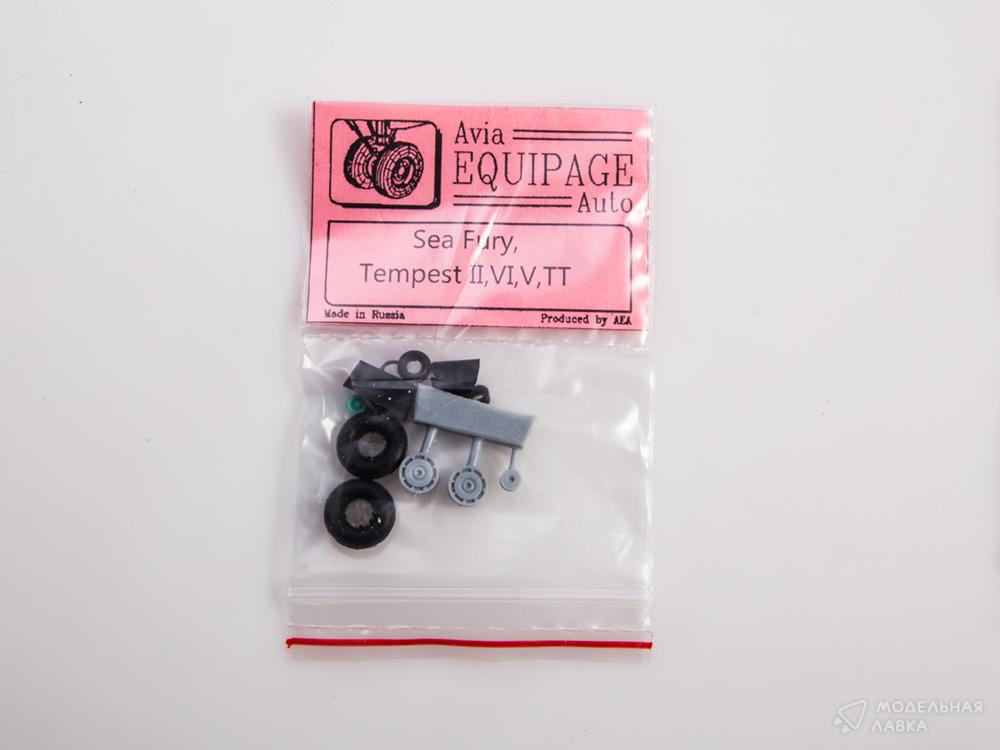 Avia
EQUIPAGE
Auto
Sea Fury,
Tempest II,VI,V,TT
Made in Russia
Produced by AEA
МОДЕЛЬНАЯ
ЛАВКА